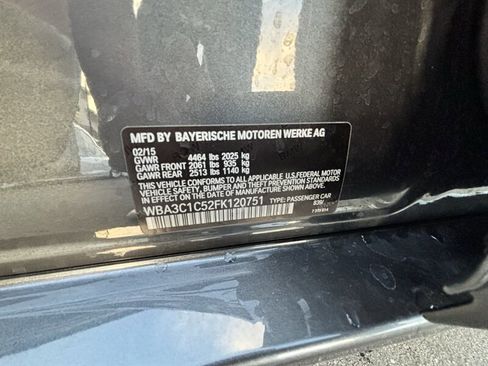 MFD BY BAYERISCHE MOTOREN WERKE AG
02/15
GVWR 4464 lbs 2025 kg
GAWR FRONT 2061 lbs 935 kg
GAWR REAR 2513 lbs 1140 kg
THIS VEHICLE CONFORMS TO ALL APPLICABLE U.S. FEDERAL MOTOR
VEHICLE SAFETY, BUMPER, AND THEFT PREVENTION STANDARDS
IN EFFECT ON THE DATE OF MANUFACTURE SHOWN ABOVE.
WBA3C1C52FK120751 TYPE: PASSENGER CAR